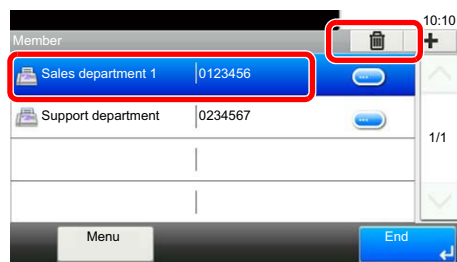 10:10
Member
Sales department 1 0123456
Support department 0234567
1/1
Menu End